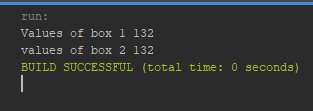 run:
Values of box 1 132
values of box 2 132
BUILD SUCCESSFUL (total time: 0 seconds)